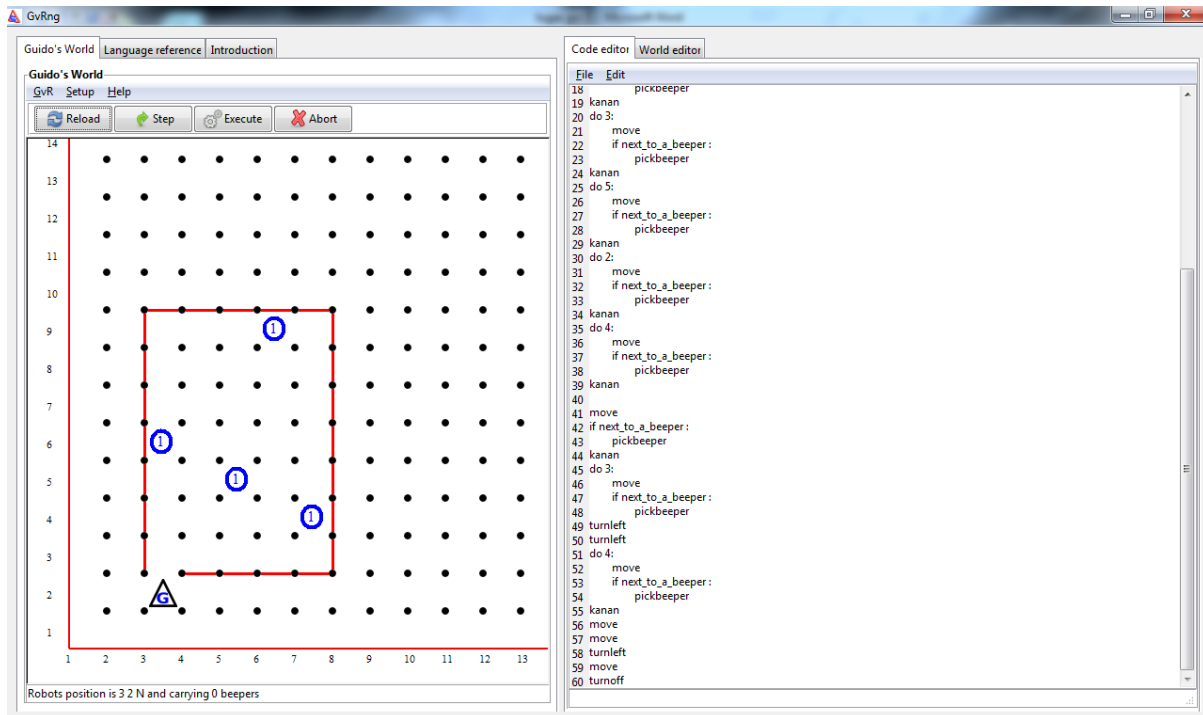 GvRng
Guido's World Language reference Introduction
Guido's World
GvR Setup Help
Reload Step Execute Abort
14
13
12
11
10
9
1
8
7
6
1
5
1
4
1
3
2
G
1
1 2 3 4 5 6 7 8 9 10 11 12 13
Robots position is 3 2 N and carrying 0 beepers
Code editor World editor
File Edit
18 pickbeeper
19 kanan
20 do 3:
21 move
22 if next_to_a_beeper :
23 pickbeeper
24 kanan
25 do 5:
26 move
27 if next_to_a_beeper :
28 pickbeeper
29 kanan
30 do 2:
31 move
32 if next_to_a_beeper :
33 pickbeeper
34 kanan
35 do 4:
36 move
37 if next_to_a_beeper :
38 pickbeeper
39 kanan
40
41 move
42 if next_to_a_beeper :
43 pickbeeper
44 kanan
45 do 3:
46 move
47 if next_to_a_beeper :
48 pickbeeper
49 turnleft
50 turnleft
51 do 4:
52 move
53 if next_to_a_beeper :
54 pickbeeper
55 kanan
56 move
57 move
58 turnleft
59 move
60 turnoff